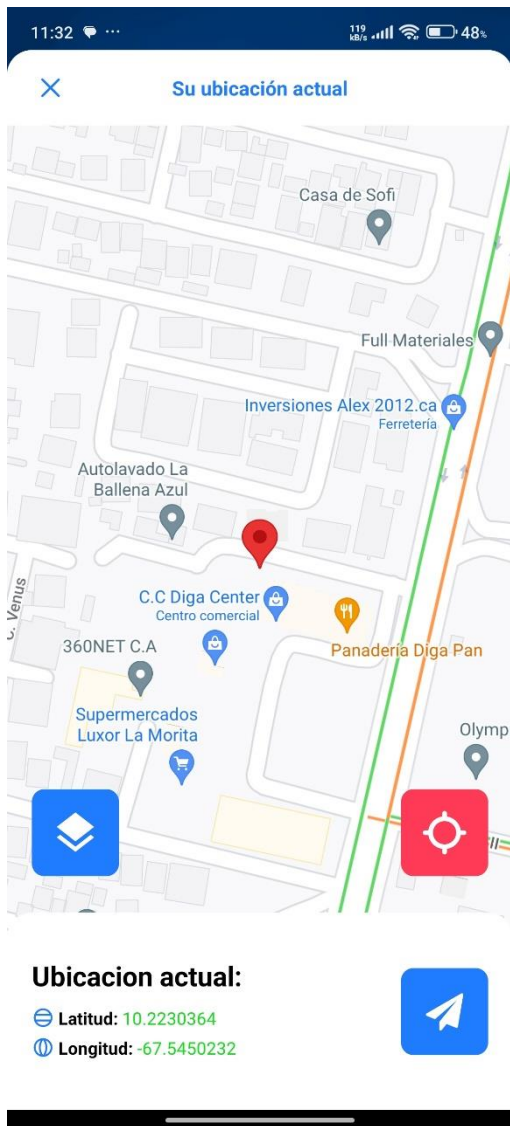 11:32
119
kB/s
48%
Su ubicación actual
Casa de Sofi
Full Materiales
Inversiones Alex 2012.ca
Ferretería
Autolavado La
Ballena Azul
C. Venus
C.C Diga Center
Centro comercial
360NET C.A
Panadería Diga Pan
Supermercados
Luxor La Morita
Olymp
Ubicacion actual:
Latitud: 10.2230364
Longitud: -67.5450232